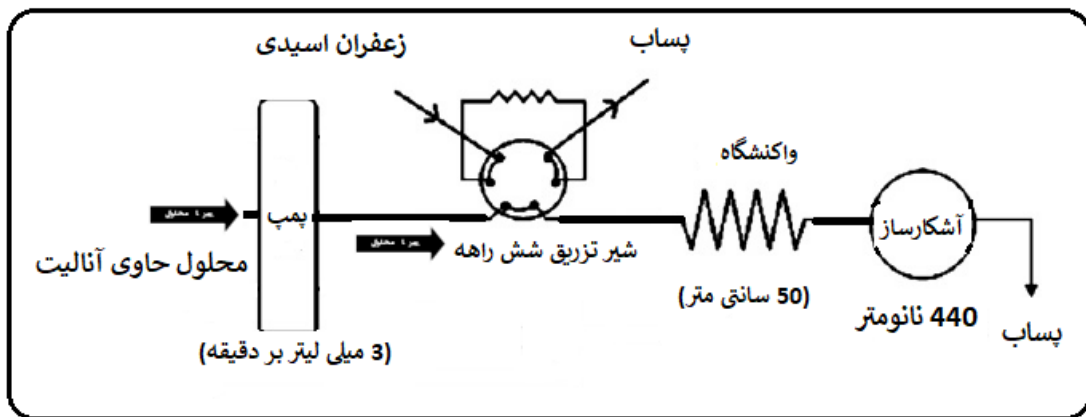 زعفران اسیدی
پساب
واکنشگاه
پمپ
آشکارساز
محلول حاوی آنالیت
شیر تزریق شش راهه
(50 سانتی متر)
440 نانومتر
پساب
(3 میلی لیتر بر دقیقه)